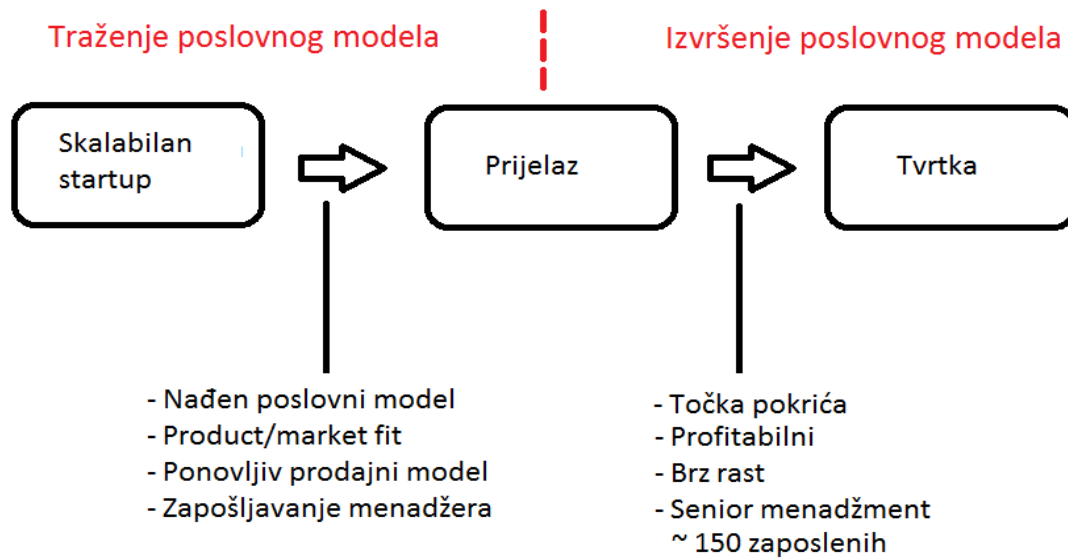 Traženje poslovnog modela
Izvršenje poslovnog modela
Skalabilan
startup
Prijelaz
Tvrtka
- Nađen poslovni model
- Product/market fit
- Ponovljiv prodajni model
- Zapošljavanje menadžera
- Točka pokrića
- Profitabilni
- Brz rast
- Senior menadžment
~ 150 zaposlenih